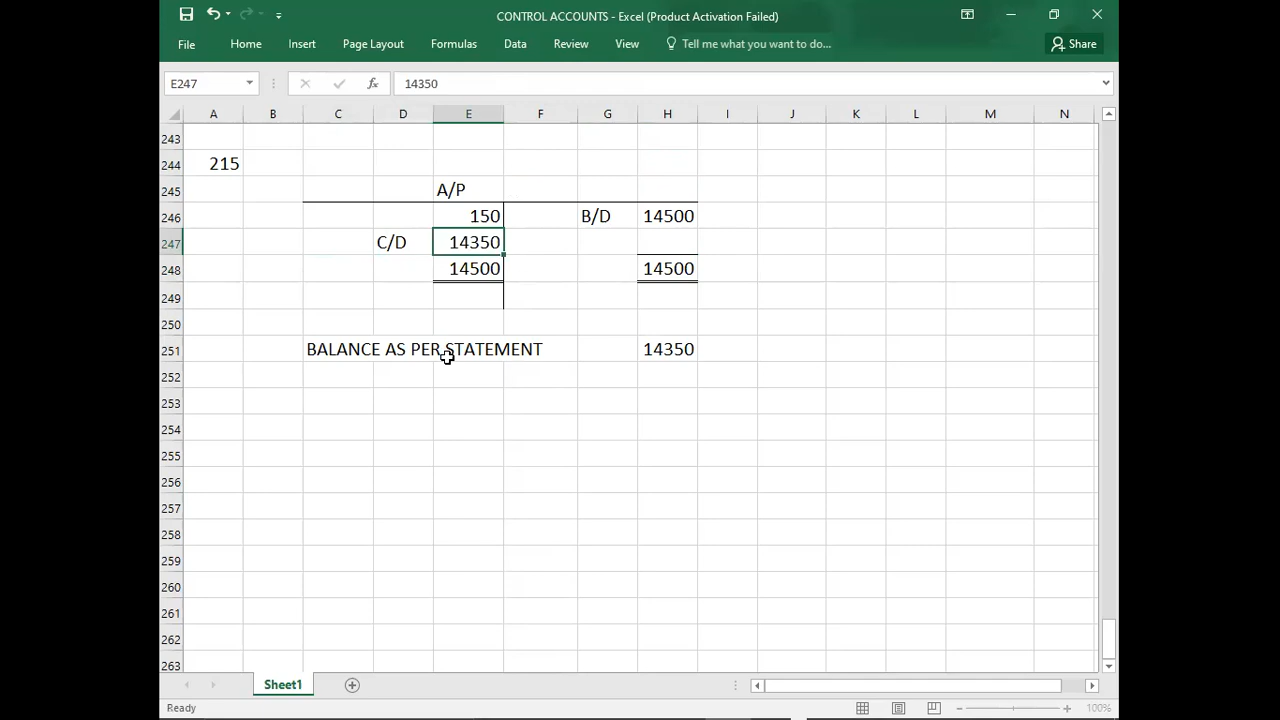 CONTROL ACCOUNTS - Excel (Product Activation Failed)
File Home Insert Page Layout Formulas Data Review View Tell me what you want to do... Share
E247 fx 14350
A B C D E F G H I J K L M N
243
244 215
245 A/P
246 150 B/D 14500
247 C/D 14350
248 14500 14500
249
250
251 BALANCE AS PER STATEMENT 14350
252
253
254
255
256
257
258
259
260
261
262
263
Sheet1
Ready 100%